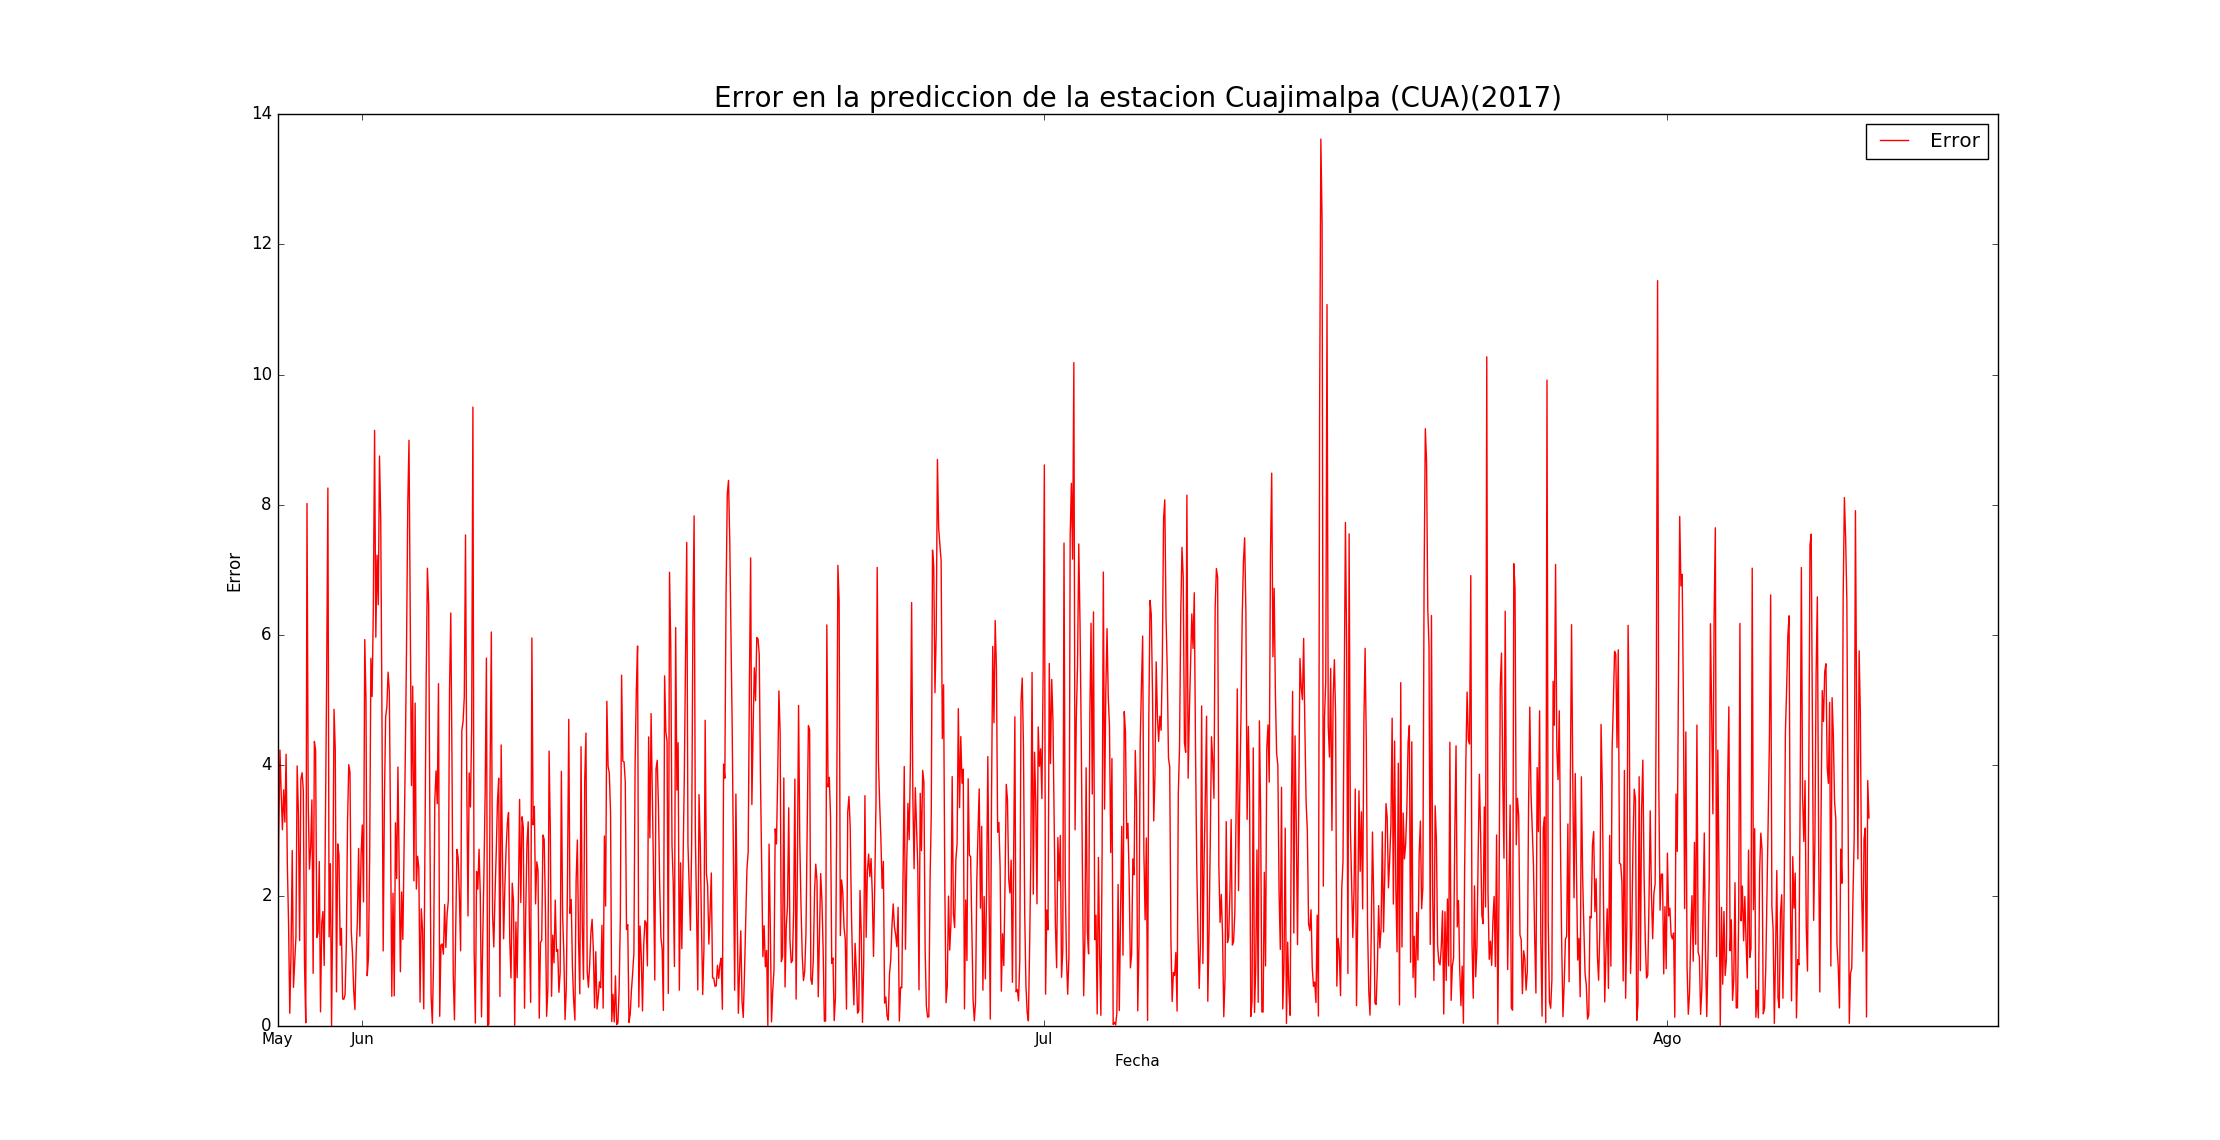 Error en la prediccion de la estacion Cuajimalpa (CUA)(2017)
14
Error
12
10
8
6
4
2
0
Error
May
Jun
Jul
Ago
Fecha